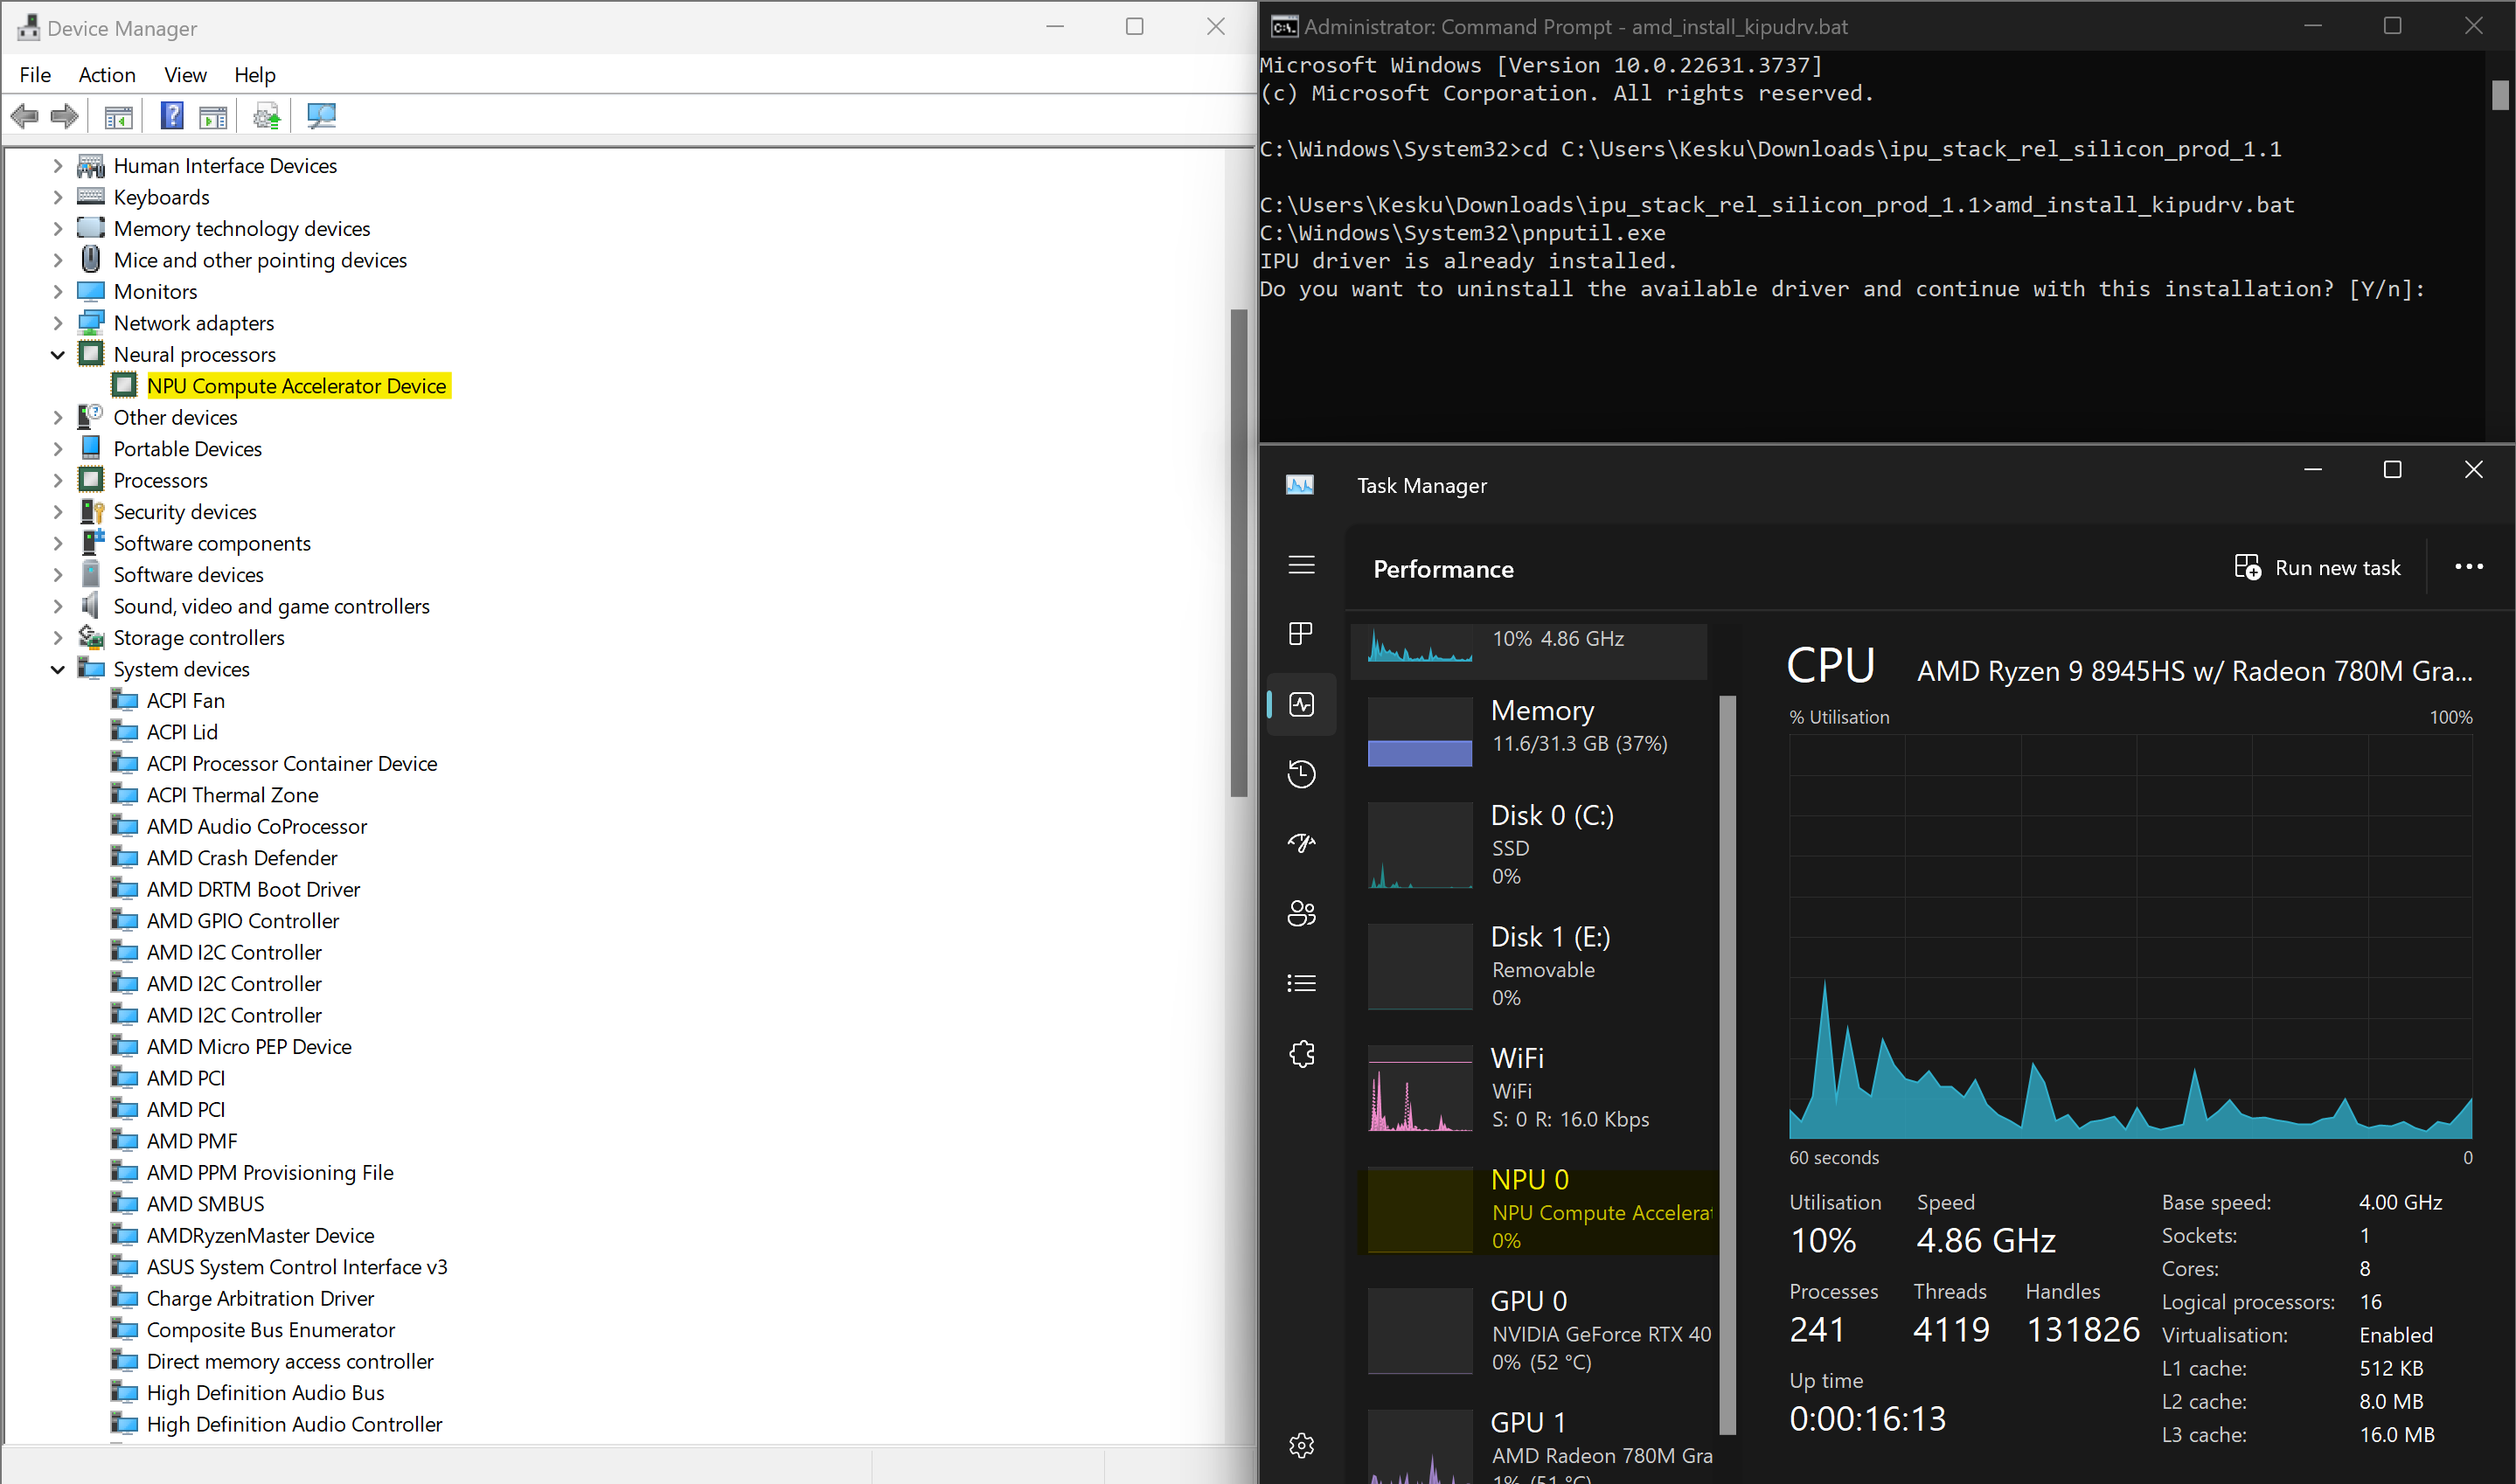 Device Manager
File Action View Help
Human Interface Devices
Keyboards
Memory technology devices
Mice and other pointing devices
Monitors
Network adapters
Neural processors
NPU Compute Accelerator Device
Other devices
Portable Devices
Processors
Security devices
Software components
Software devices
Sound, video and game controllers
Storage controllers
System devices
ACPI Fan
ACPI Lid
ACPI Processor Container Device
ACPI Thermal Zone
AMD Audio CoProcessor
AMD Crash Defender
AMD DRTM Boot Driver
AMD GPIO Controller
AMD I2C Controller
AMD I2C Controller
AMD I2C Controller
AMD Micro PEP Device
AMD PCI
AMD PCI
AMD PMF
AMD PPM Provisioning File
AMD SMBUS
AMDRyzenMaster Device
ASUS System Control Interface v3
Charge Arbitration Driver
Composite Bus Enumerator
Direct memory access controller
High Definition Audio Bus
High Definition Audio Controller
Administrator: Command Prompt - amd_install_kipudrv.bat
Microsoft Windows [Version 10.0.22631.3737]
(c) Microsoft Corporation. All rights reserved.
C:\Windows\System32>cd C:\Users\Kesku\Downloads\ipu_stack_rel_silicon_prod_1.1
C:\Users\Kesku\Downloads\ipu_stack_rel_silicon_prod_1.1>amd_install_kipudrv.bat
C:\Windows\System32\pnputil.exe
IPU driver is already installed.
Do you want to uninstall the available driver and continue with this installation? [Y/n]:
Task Manager
Performance
Run new task
10% 4.86 GHz
Memory
11.6/31.3 GB (37%)
Disk 0 (C:)
SSD
0%
Disk 1 (E:)
Removable
0%
WiFi
WiFi
S: 0 R: 16.0 Kbps
NPU 0
NPU Compute Accelerat
0%
GPU 0
NVIDIA GeForce RTX 40
0% (52 °C)
GPU 1
AMD Radeon 780M Gra
1% (51 °C)
CPU AMD Ryzen 9 8945HS w/ Radeon 780M Gra...
% Utilisation 100%
60 seconds 0
Utilisation Speed
10% 4.86 GHz
Processes Threads Handles
241 4119 131826
Up time
0:00:16:13
Base speed: 4.00 GHz
Sockets: 1
Cores: 8
Logical processors: 16
Virtualisation: Enabled
L1 cache: 512 KB
L2 cache: 8.0 MB
L3 cache: 16.0 MB